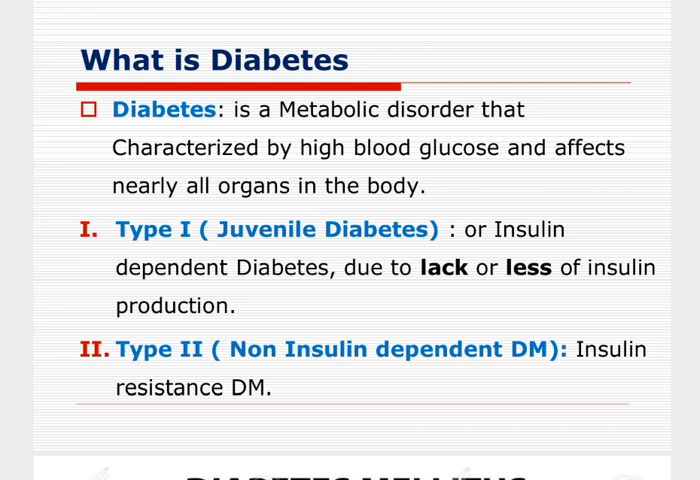 What is Diabetes
Diabetes: is a Metabolic disorder that
Characterized by high blood glucose and affects
nearly all organs in the body.
I. Type I ( Juvenile Diabetes) : or Insulin
dependent Diabetes, due to lack or less of insulin
production.
II. Type II ( Non Insulin dependent DM): Insulin
resistance DM.
DIABETES MELLITUS